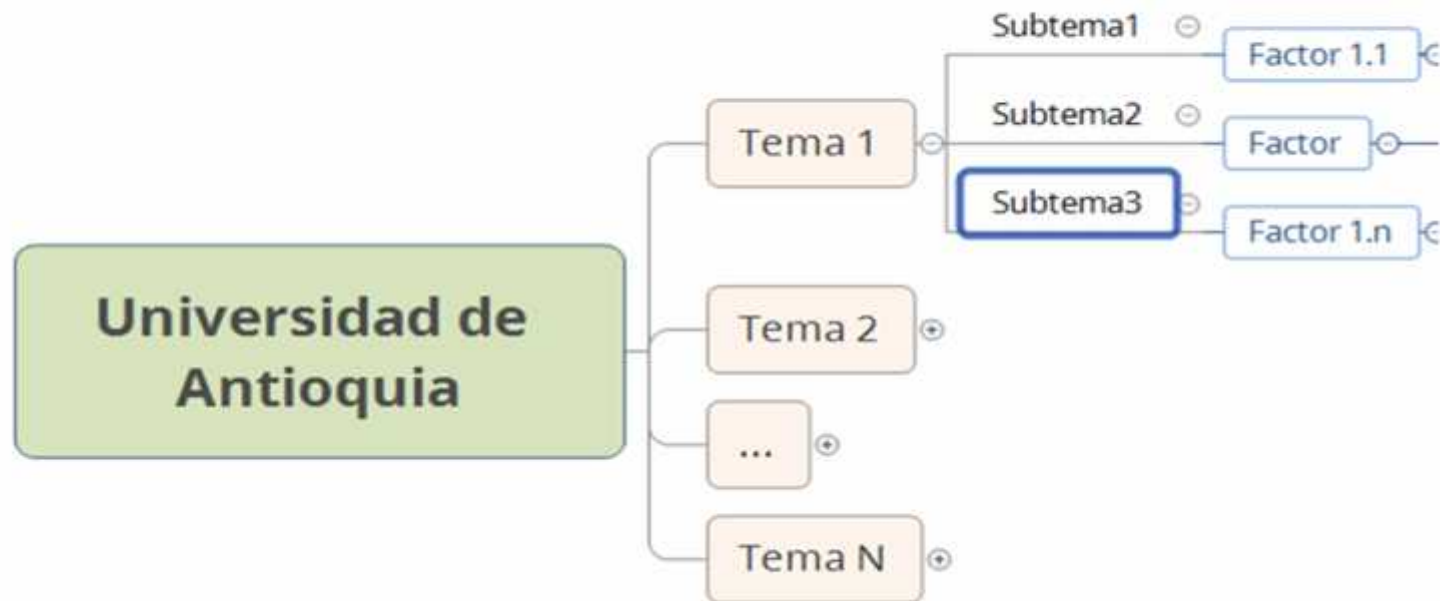 Universidad de
Antioquia
Tema 1
Subtema1
Factor 1.1
Subtema2
Factor
Subtema3
Factor 1.n
Tema 2
...
Tema N